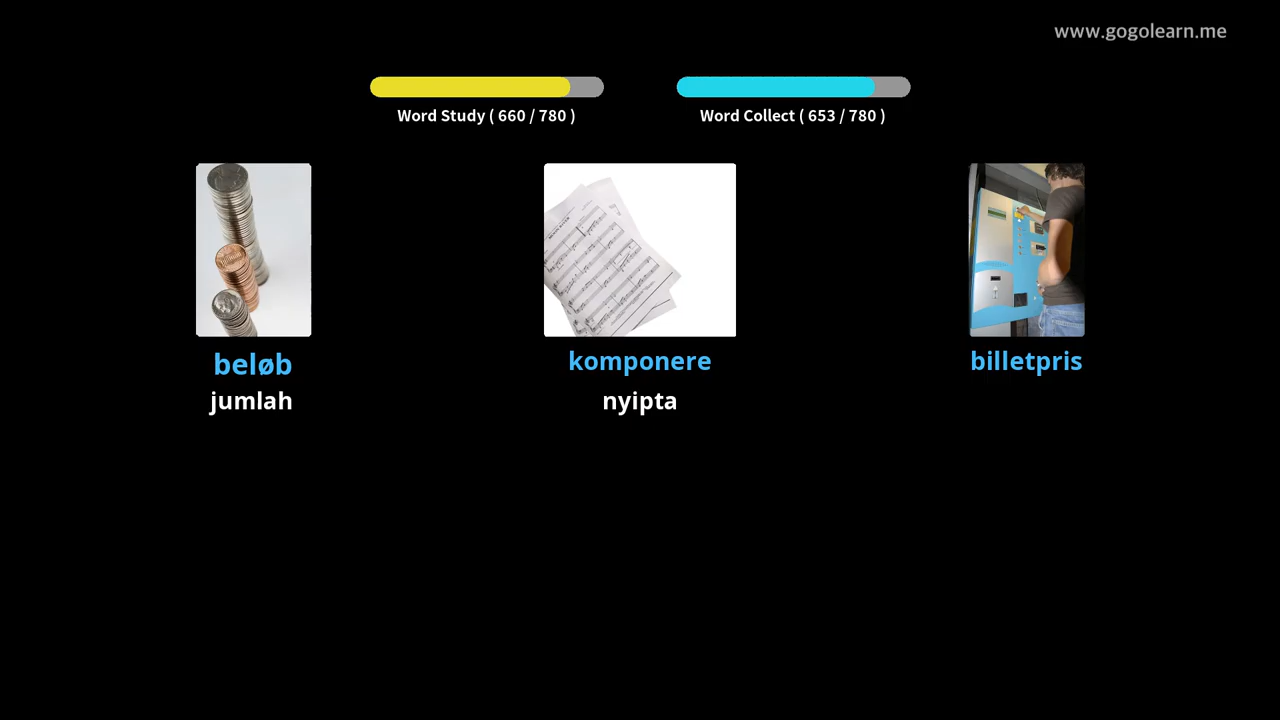 www.gogolearn.me
Word Study ( 660 / 780 )
Word Collect ( 653 / 780 )
beløb
komponere
billetpris
jumlah
nyipta